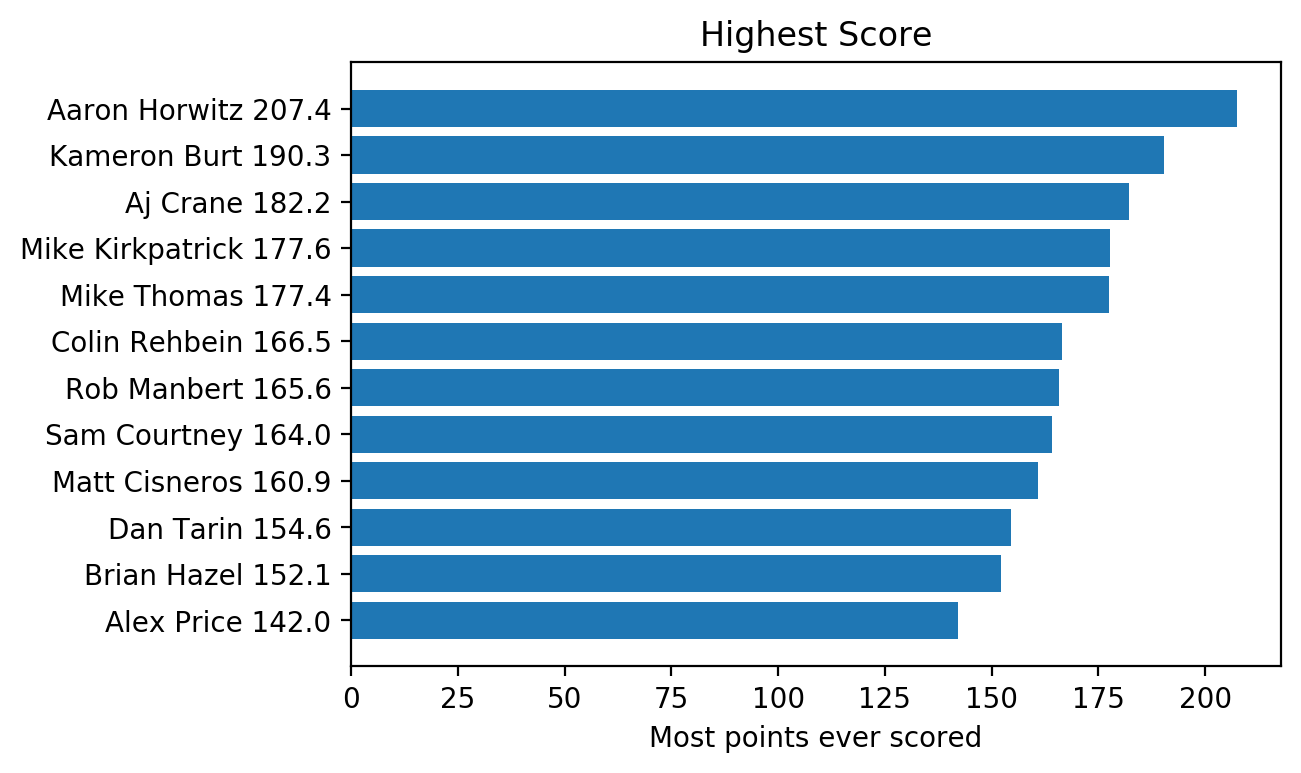 Highest Score
Aaron Horwitz 207.4
Kameron Burt 190.3
Aj Crane 182.2
Mike Kirkpatrick 177.6
Mike Thomas 177.4
Colin Rehbein 166.5
Rob Manbert 165.6
Sam Courtney 164.0
Matt Cisneros 160.9
Dan Tarin 154.6
Brian Hazel 152.1
Alex Price 142.0
0 25 50 75 100 125 150 175 200
Most points ever scored